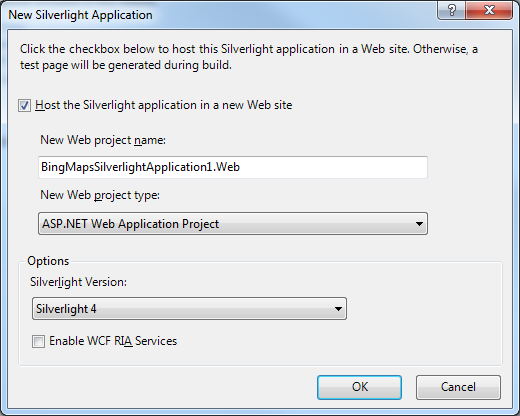 New Silverlight Application
Click the checkbox below to host this Silverlight application in a Web site. Otherwise, a
test page will be generated during build.
Host the Silverlight application in a new Web site
New Web project name:
BingMapsSilverlightApplication1.Web
New Web project type:
ASP.NET Web Application Project
Options
Silverlight Version:
Silverlight 4
Enable WCF RIA Services
OK
Cancel